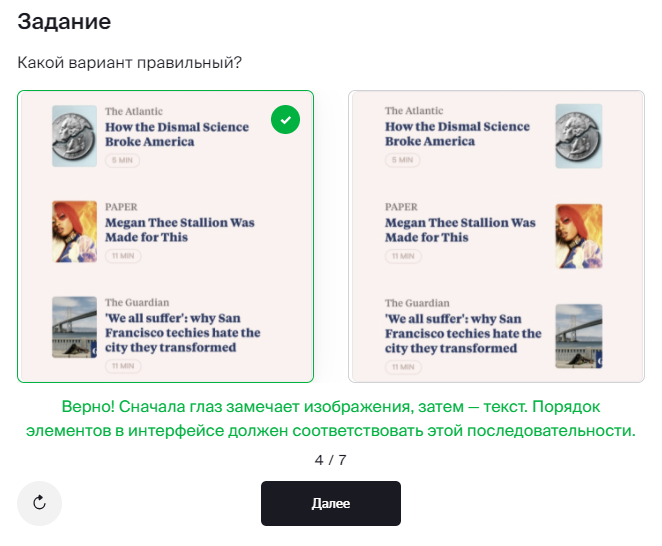 Задание
Какой вариант правильный?
The Atlantic
How the Dismal Science
Broke America
5 MIN
PAPER
Megan Thee Stallion Was
Made for This
11 MIN
The Guardian
'We all suffer': why San
Francisco techies hate the
city they transformed
11 MIN
The Atlantic
How the Dismal Science
Broke America
5 MIN
PAPER
Megan Thee Stallion Was
Made for This
11 MIN
The Guardian
'We all suffer': why San
Francisco techies hate the
city they transformed
11 MIN
Верно! Сначала глаз замечает изображения, затем — текст. Порядок
элементов в интерфейсе должен соответствовать этой последовательности.
4 / 7
Далее